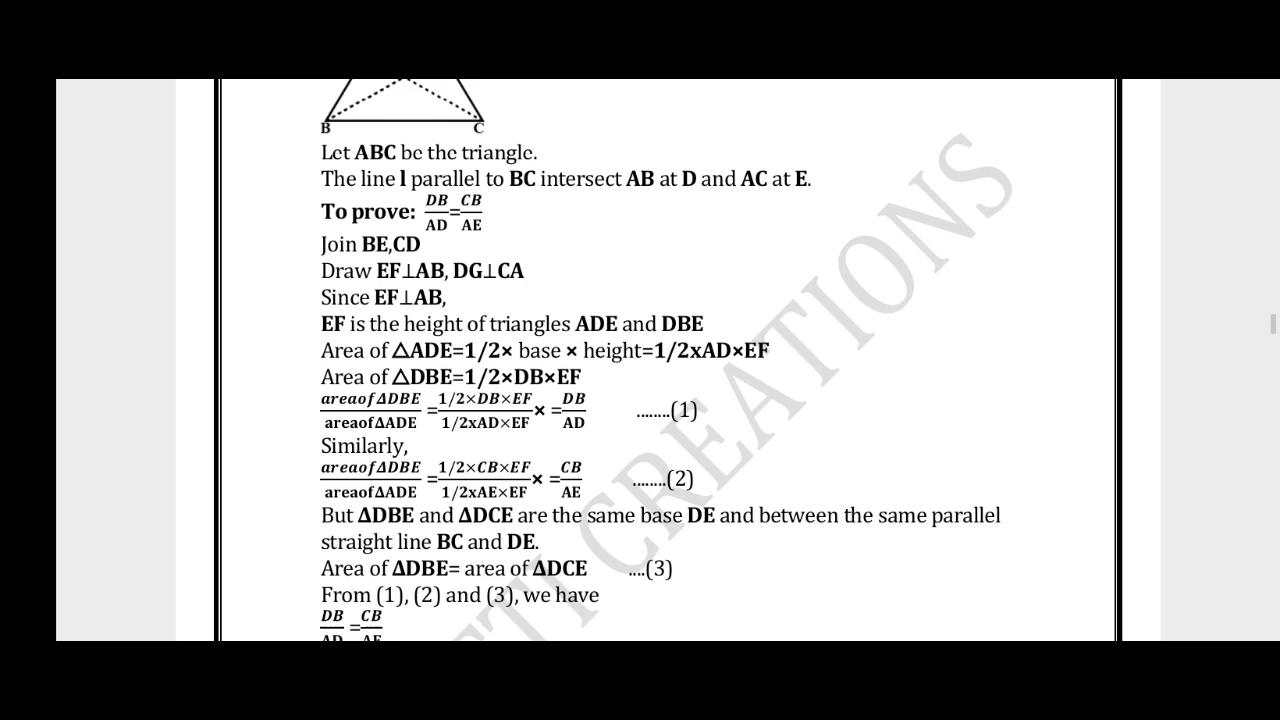 B C
Let ABC be the triangle.
The line l parallel to BC intersect AB at D and AC at E.
To prove: DB/AD=CB/AE
Join BE,CD
Draw EF⊥AB, DG⊥CA
Since EF⊥AB,
EF is the height of triangles ADE and DBE
Area of △ADE=1/2× base × height=1/2xAD×EF
Area of △DBE=1/2×DB×EF
areaofΔDBE/areaofΔADE =1/2×DB×EF/1/2xAD×EF× =DB/AD ........(1)
Similarly,
areaofΔDBE/areaofΔADE =1/2×CB×EF/1/2xAE×EF× =CB/AE ........(2)
But ΔDBE and ΔDCE are the same base DE and between the same parallel
straight line BC and DE.
Area of ΔDBE= area of ΔDCE ....(3)
From (1), (2) and (3), we have
DB/AD =CB/AE
CREATIONS